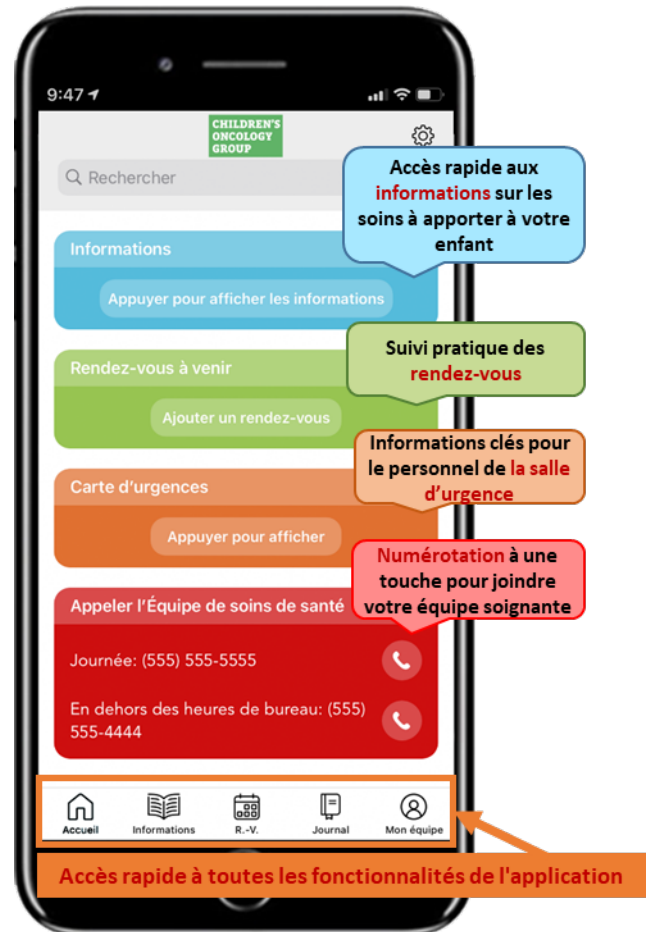 9:47
CHILDREN'S
ONCOLOGY
GROUP
Rechercher
Accès rapide aux
informations sur les
soins à apporter à votre
enfant
Informations
Appuyer pour afficher les informations
Suivi pratique des
rendez-vous
Rendez-vous à venir
Ajouter un rendez-vous
Informations clés pour
le personnel de la salle
d'urgence
Carte d'urgences
Appuyer pour afficher
Numérotation à une
touche pour joindre
votre équipe soignante
Appeler l'Équipe de soins de santé
Journée: (555) 555-5555
En dehors des heures de bureau: (555)
555-4444
Accueil Informations R.-V. Journal Mon équipe
Accès rapide à toutes les fonctionnalités de l'application